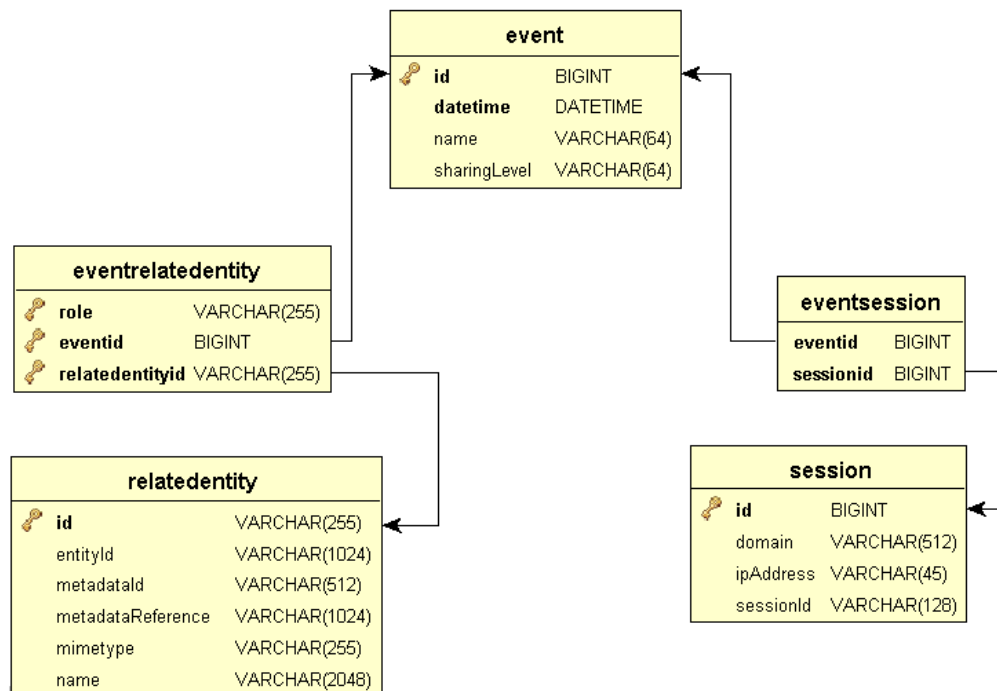 event
id BIGINT
datetime DATETIME
name VARCHAR(64)
sharingLevel VARCHAR(64)
eventrelatedentity
role VARCHAR(255)
eventid BIGINT
relatedentityid VARCHAR(255)
eventsession
eventid BIGINT
sessionid BIGINT
relatedentity
id VARCHAR(255)
entityId VARCHAR(1024)
metadataId VARCHAR(512)
metadataReference VARCHAR(1024)
mimetype VARCHAR(255)
name VARCHAR(2048)
session
id BIGINT
domain VARCHAR(512)
ipAddress VARCHAR(45)
sessionId VARCHAR(128)